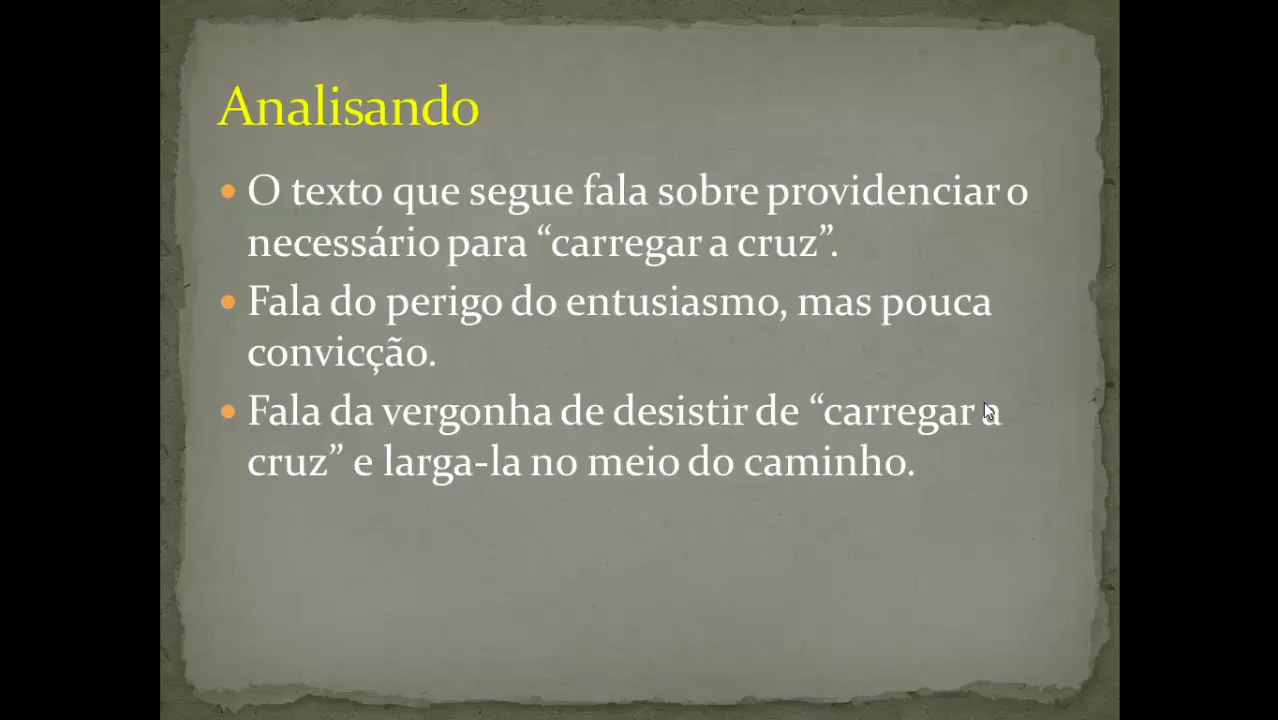 Analisando
O texto que segue fala sobre providenciar o
necessário para “carregar a cruz”.
Fala do perigo do entusiasmo, mas pouca
convicção.
Fala da vergonha de desistir de “carregar a
cruz” e larga-la no meio do caminho.